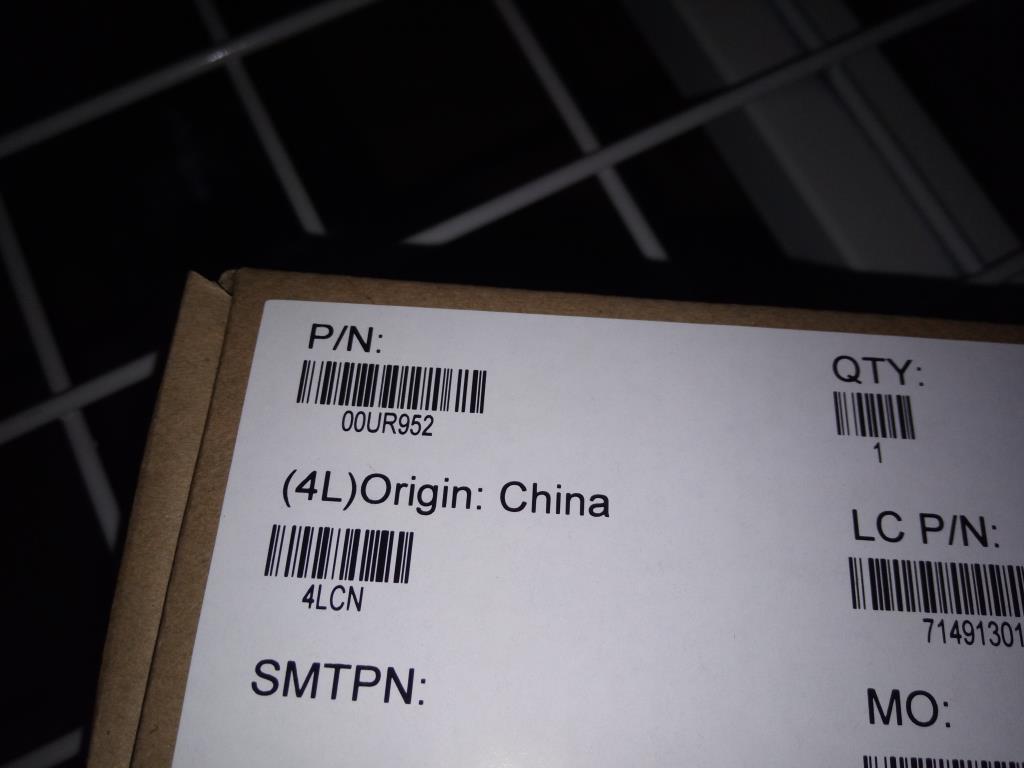 P/N:
00UR952
QTY:
1
(4L)Origin: China
4LCN
LC P/N:
71491301
SMTPN:
MO: